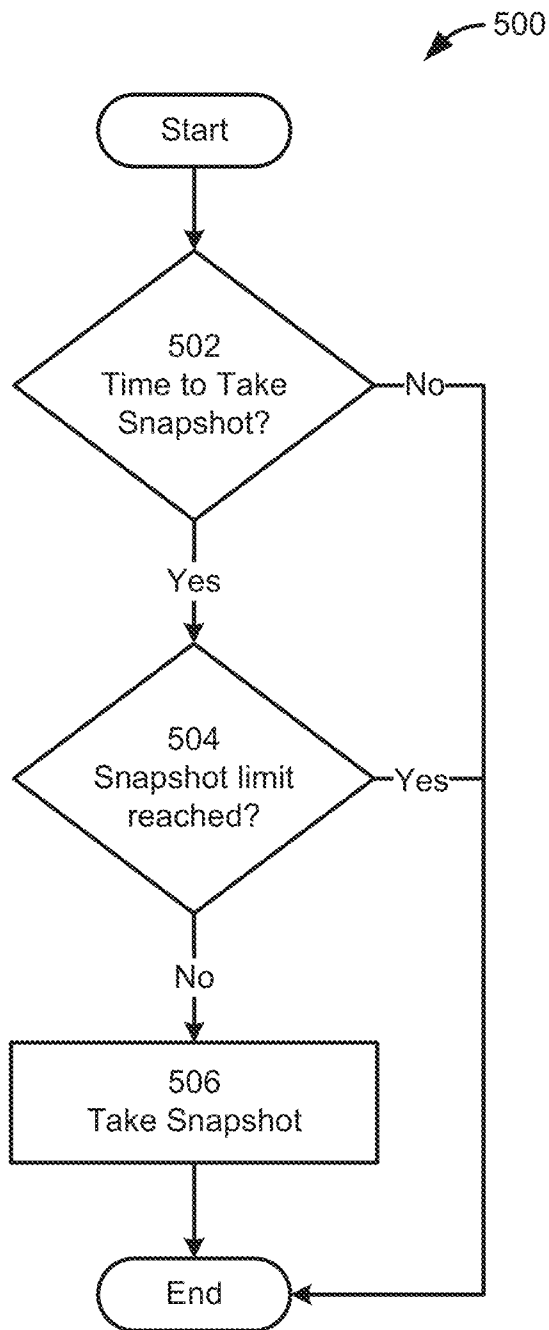 500
Start
502
Time to Take
Snapshot?
No
Yes
504
Snapshot limit
reached?
Yes
No
506
Take Snapshot
End